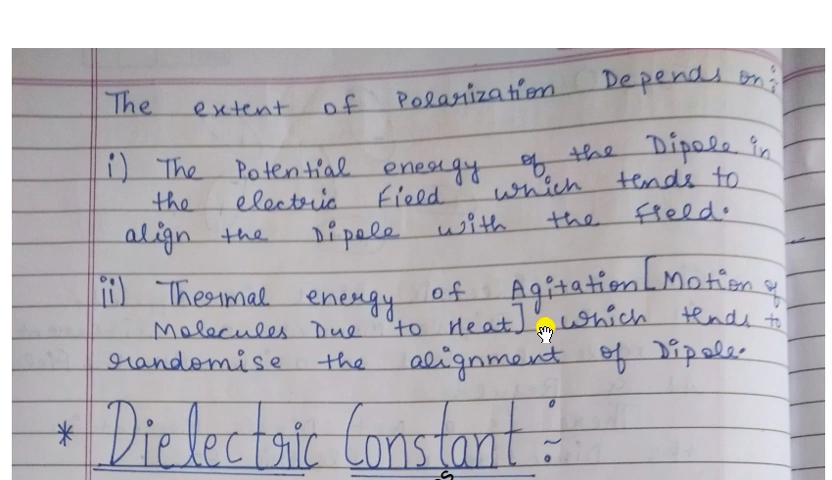 The extent of Polarization Depends on:
i) The Potential energy of the Dipole in
the electric Field which tends to
align the Dipole with the Field.
ii) Thermal energy of Agitation [Motion of
Molecules Due to Heat] which tends to
randomise the alignment of Dipole.
* Dielectric Constant :~